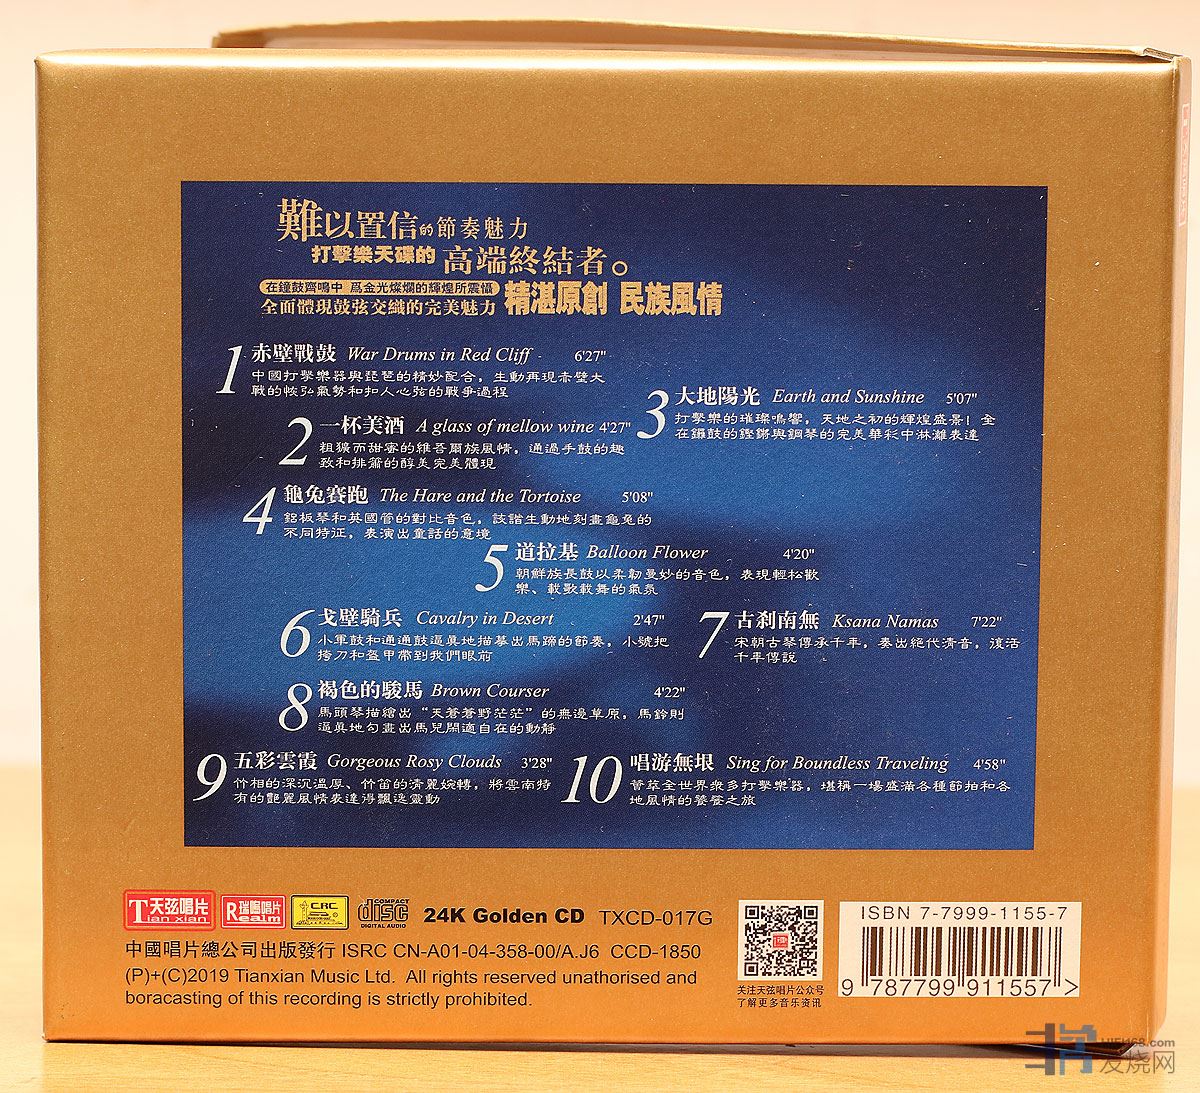 難以置信的節奏魅力
打擊樂天碟的 高端終結者。
在鐘鼓齊鳴中 爲金光燦爛的輝煌所震懾
全面體現鼓弦交織的完美魅力 精湛原創 民族風情
1 赤壁戰鼓 War Drums in Red Cliff 6'27"
中國打擊樂器與琵琶的精妙配合，生動再現赤壁大
戰的恢弘氣勢和扣人心弦的戰爭過程
2 一杯美酒 A glass of mellow wine 4'27"
粗獷而甜蜜的維吾爾族風情，通過手鼓的趣
致和排簫的醇美完美體現
3 大地陽光 Earth and Sunshine 5'07"
打擊樂的璀璨鳴響，天地之初的輝煌盛景！全
在鑼鼓的鏗鏘與鋼琴的完美華彩中淋灕表達
4 龜兔賽跑 The Hare and the Tortoise 5'08"
鋁板琴和英國管的對比音色，詼諧生動地刻畫龜兔的
不同特征，表演出童話的意境
5 道拉基 Balloon Flower 4'20"
朝鮮族長鼓以柔韌曼妙的音色，表現輕松歡
樂、載歌載舞的氣氛
6 戈壁騎兵 Cavalry in Desert 2'47"
小軍鼓和通通鼓逼真地描摹出馬蹄的節奏，小號把
挎刀和盔甲帶到我們眼前
7 古刹南無 Ksana Namas 7'22"
宋朝古琴傳承千年，奏出絕代清音，復活
千年傳說
8 褐色的駿馬 Brown Courser 4'22"
馬頭琴描繪出“天蒼蒼野茫茫”的無邊草原，馬鈴則
逼真地勾畫出馬兒閑適自在的動靜
9 五彩雲霞 Gorgeous Rosy Clouds 3'28"
竹相的深沉溫厚、竹笛的清麗婉轉，將雲南特
有的艷麗風情表達得飄逸靈動
10 唱游無垠 Sing for Boundless Traveling 4'58"
薈萃全世界衆多打擊樂器，堪稱一場盛滿各種節拍和各
地風情的饕餮之旅
天弦唱片 Tian xian
瑞鳴唱片 Realm
CRC
COMPACT disc DIGITAL AUDIO
24K Golden CD TXCD-017G
中國唱片總公司出版發行 ISRC CN-A01-04-358-00/A.J6 CCD-1850
(P)+(C)2019 Tianxian Music Ltd. All rights reserved unathorised and
boracasting of this recording is strictly prohibited.
关注天弦唱片公众号
了解更多音乐资讯
ISBN 7-7999-1155-7
9 787799 911557 >
HIFI168.com
发烧网